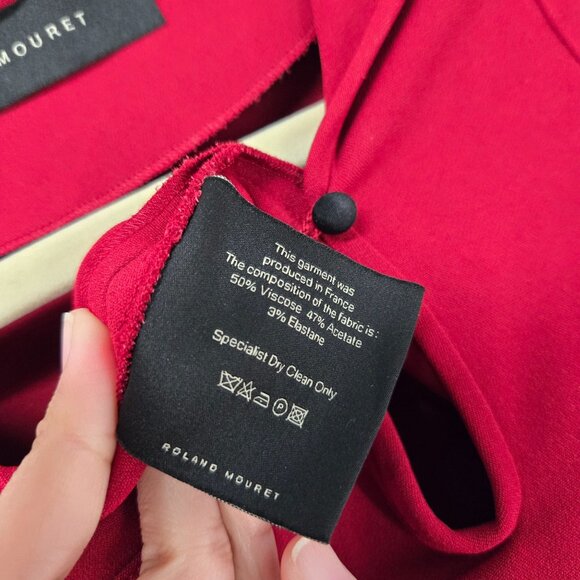 MOURET
This garment was
produced in France
The composition of the fabric is :
50% Viscose 47% Acetate
3% Elastane
Specialist Dry Clean Only
P
ROLAND MOURET